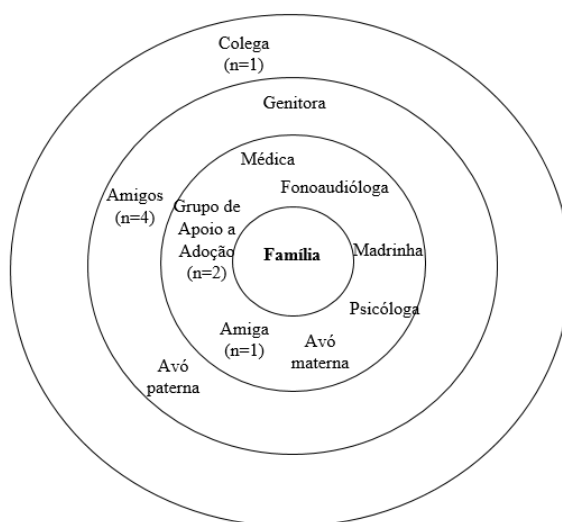 Colega
(n=1)
Genitora
Médica
Fonoaudióloga
Amigos
(n=4)
Grupo de
Apoio a
Adoção
(n=2)
Família
Madrinha
Psicóloga
Amiga
(n=1)
Avó
materna
Avó
paterna